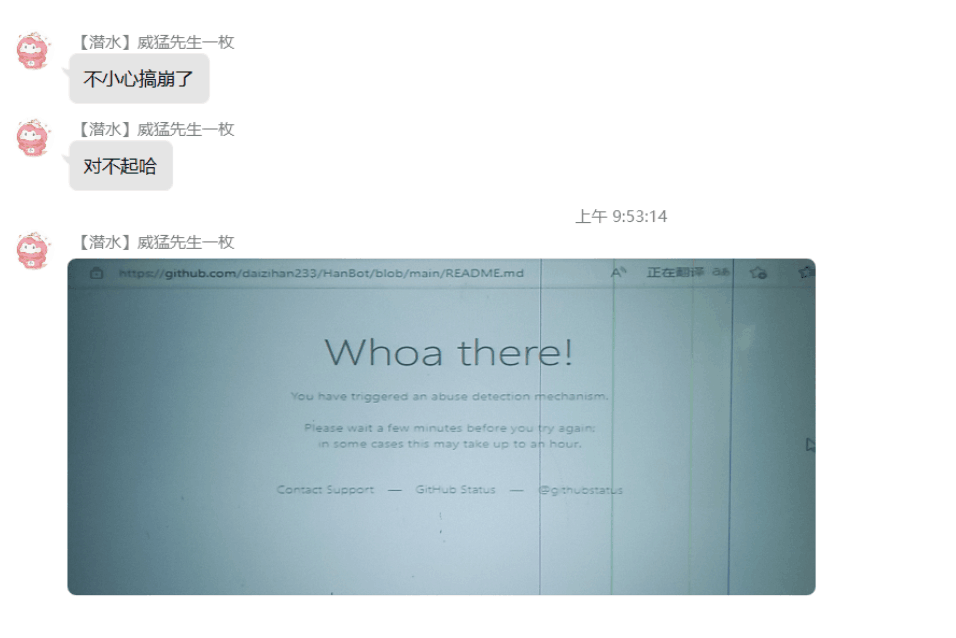 【潜水】威猛先生一枚
不小心搞崩了
【潜水】威猛先生一枚
对不起哈
上午 9:53:14
【潜水】威猛先生一枚
https://github.com/daizihan233/HanBot/blob/main/README.md
正在翻译
Whoa there!
You have triggered an abuse detection mechanism.
Please wait a few minutes before you try again;
in some cases this may take up to an hour.
Contact Support — GitHub Status — @githubstatus